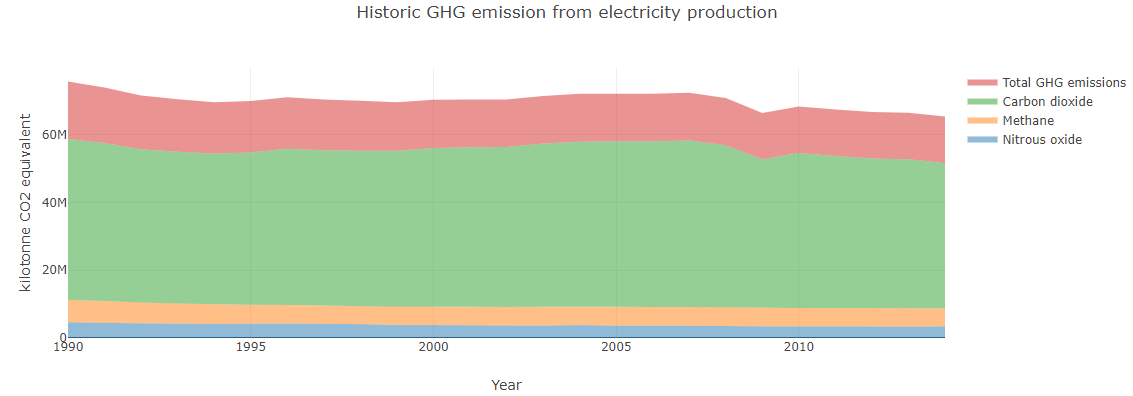 Historic GHG emission from electricity production
Total GHG emissions
Carbon dioxide
Methane
Nitrous oxide
kilotonne CO2 equivalent
60M
40M
20M
0
1990
1995
2000
2005
2010
Year